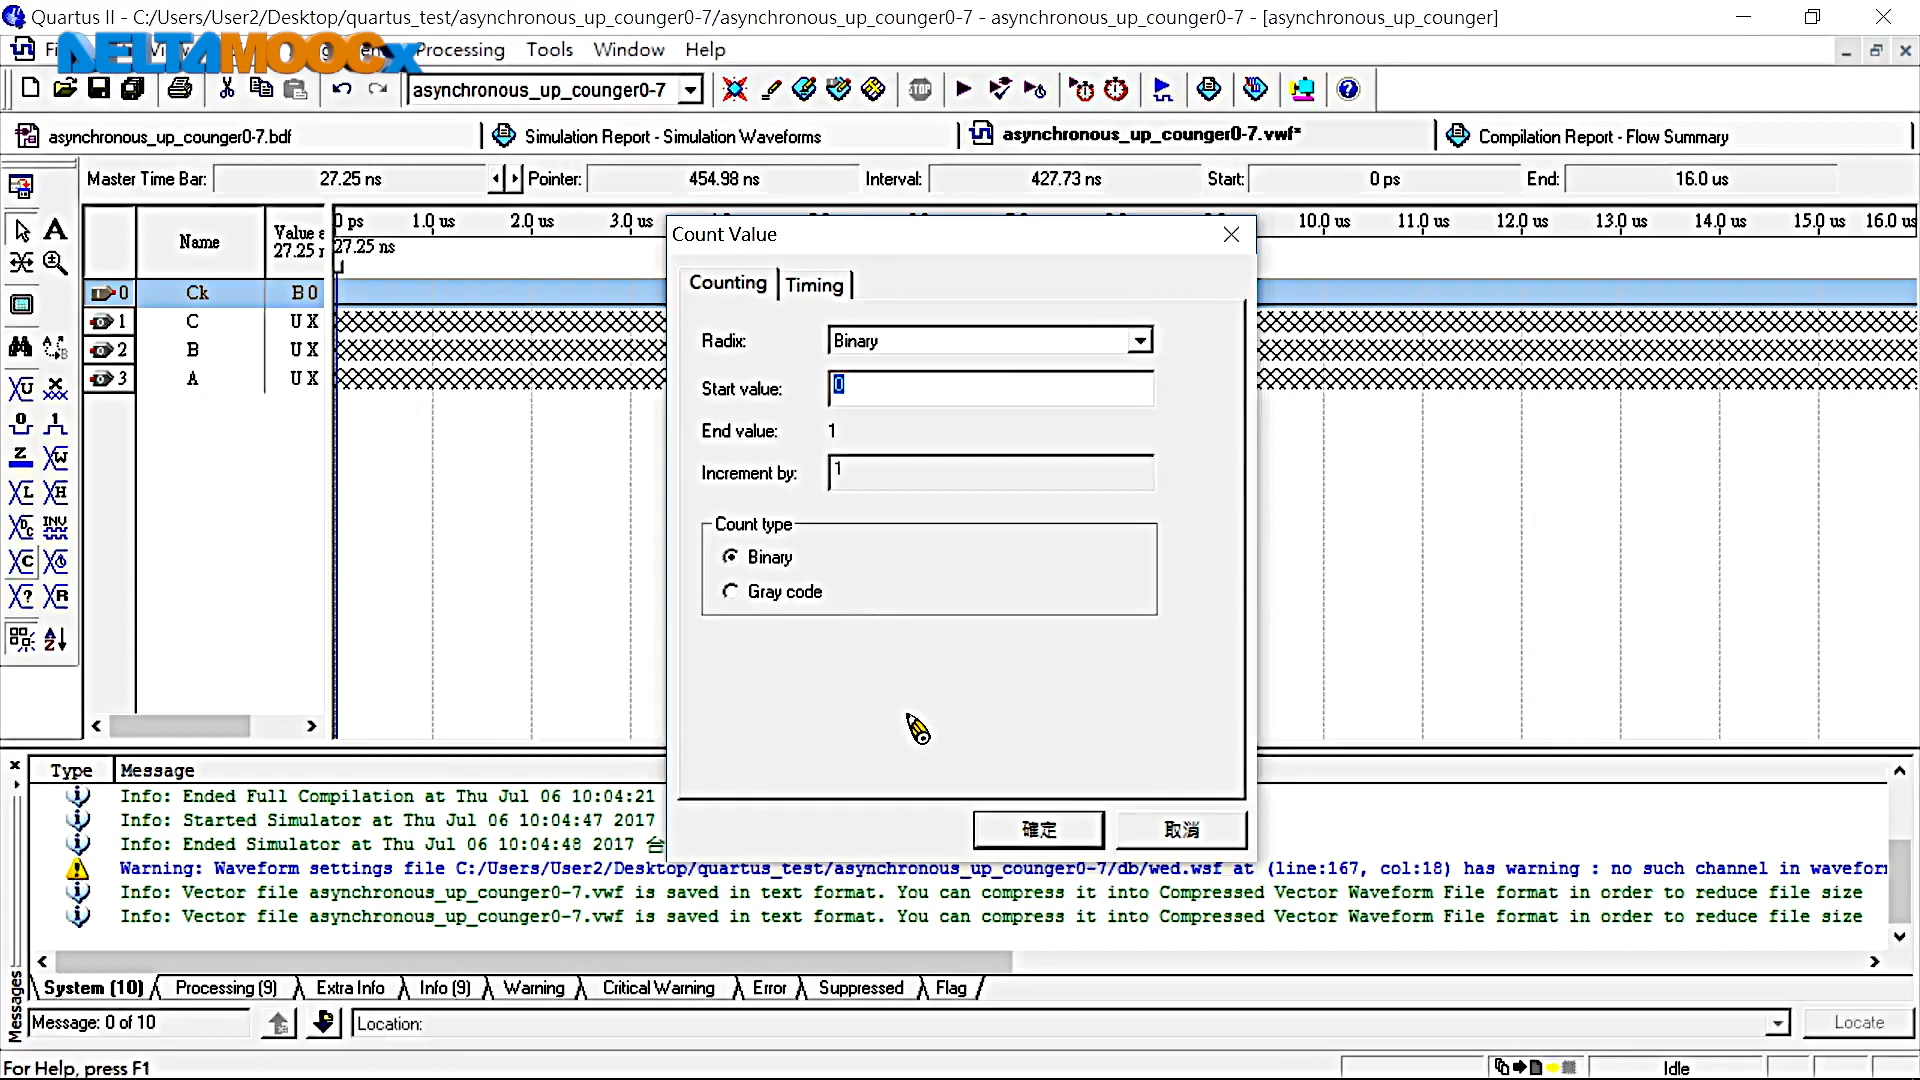 Quartus II - C:/Users/User2/Desktop/quartus_test/asynchronous_up_counger0-7/asynchronous_up_counger0-7 - asynchronous_up_counger0-7 - [asynchronous_up_counger]
DELTAMOOCx
Processing Tools Window Help
asynchronous_up_counger0-7
STOP
asynchronous_up_counger0-7.bdf
Simulation Report - Simulation Waveforms
asynchronous_up_counger0-7.vwf*
Compilation Report - Flow Summary
Master Time Bar: 27.25 ns Pointer: 454.98 ns Interval: 427.73 ns Start: 0 ps End: 16.0 us
Name
0 ps 1.0 us 2.0 us 3.0 us 10.0 us 11.0 us 12.0 us 13.0 us 14.0 us 15.0 us 16.0 us
27.25 ns
0 Ck B 0
1 C U X
2 B U X
3 A U X
Count Value
Counting Timing
Radix: Binary
Start value: 0
End value: 1
Increment by: 1
Count type
Binary
Gray code
確定 取消
Type Message
Info: Ended Full Compilation at Thu Jul 06 10:04:21
Info: Started Simulator at Thu Jul 06 10:04:47 2017
Info: Ended Simulator at Thu Jul 06 10:04:48 2017 台
Warning: Waveform settings file C:/Users/User2/Desktop/quartus_test/asynchronous_up_counger0-7/db/wed.wsf at (line:167, col:18) has warning : no such channel in
Info: Vector file asynchronous_up_counger0-7.vwf is saved in text format. You can compress it into Compressed Vector Waveform File format in order to reduce file size
Info: Vector file asynchronous_up_counger0-7.vwf is saved in text format. You can compress it into Compressed Vector Waveform File format in order to reduce file size
System (10) Processing (9) Extra Info Info (9) Warning Critical Warning Error Suppressed Flag
Messages
Message: 0 of 10
Location:
Locate
For Help, press F1
Idle